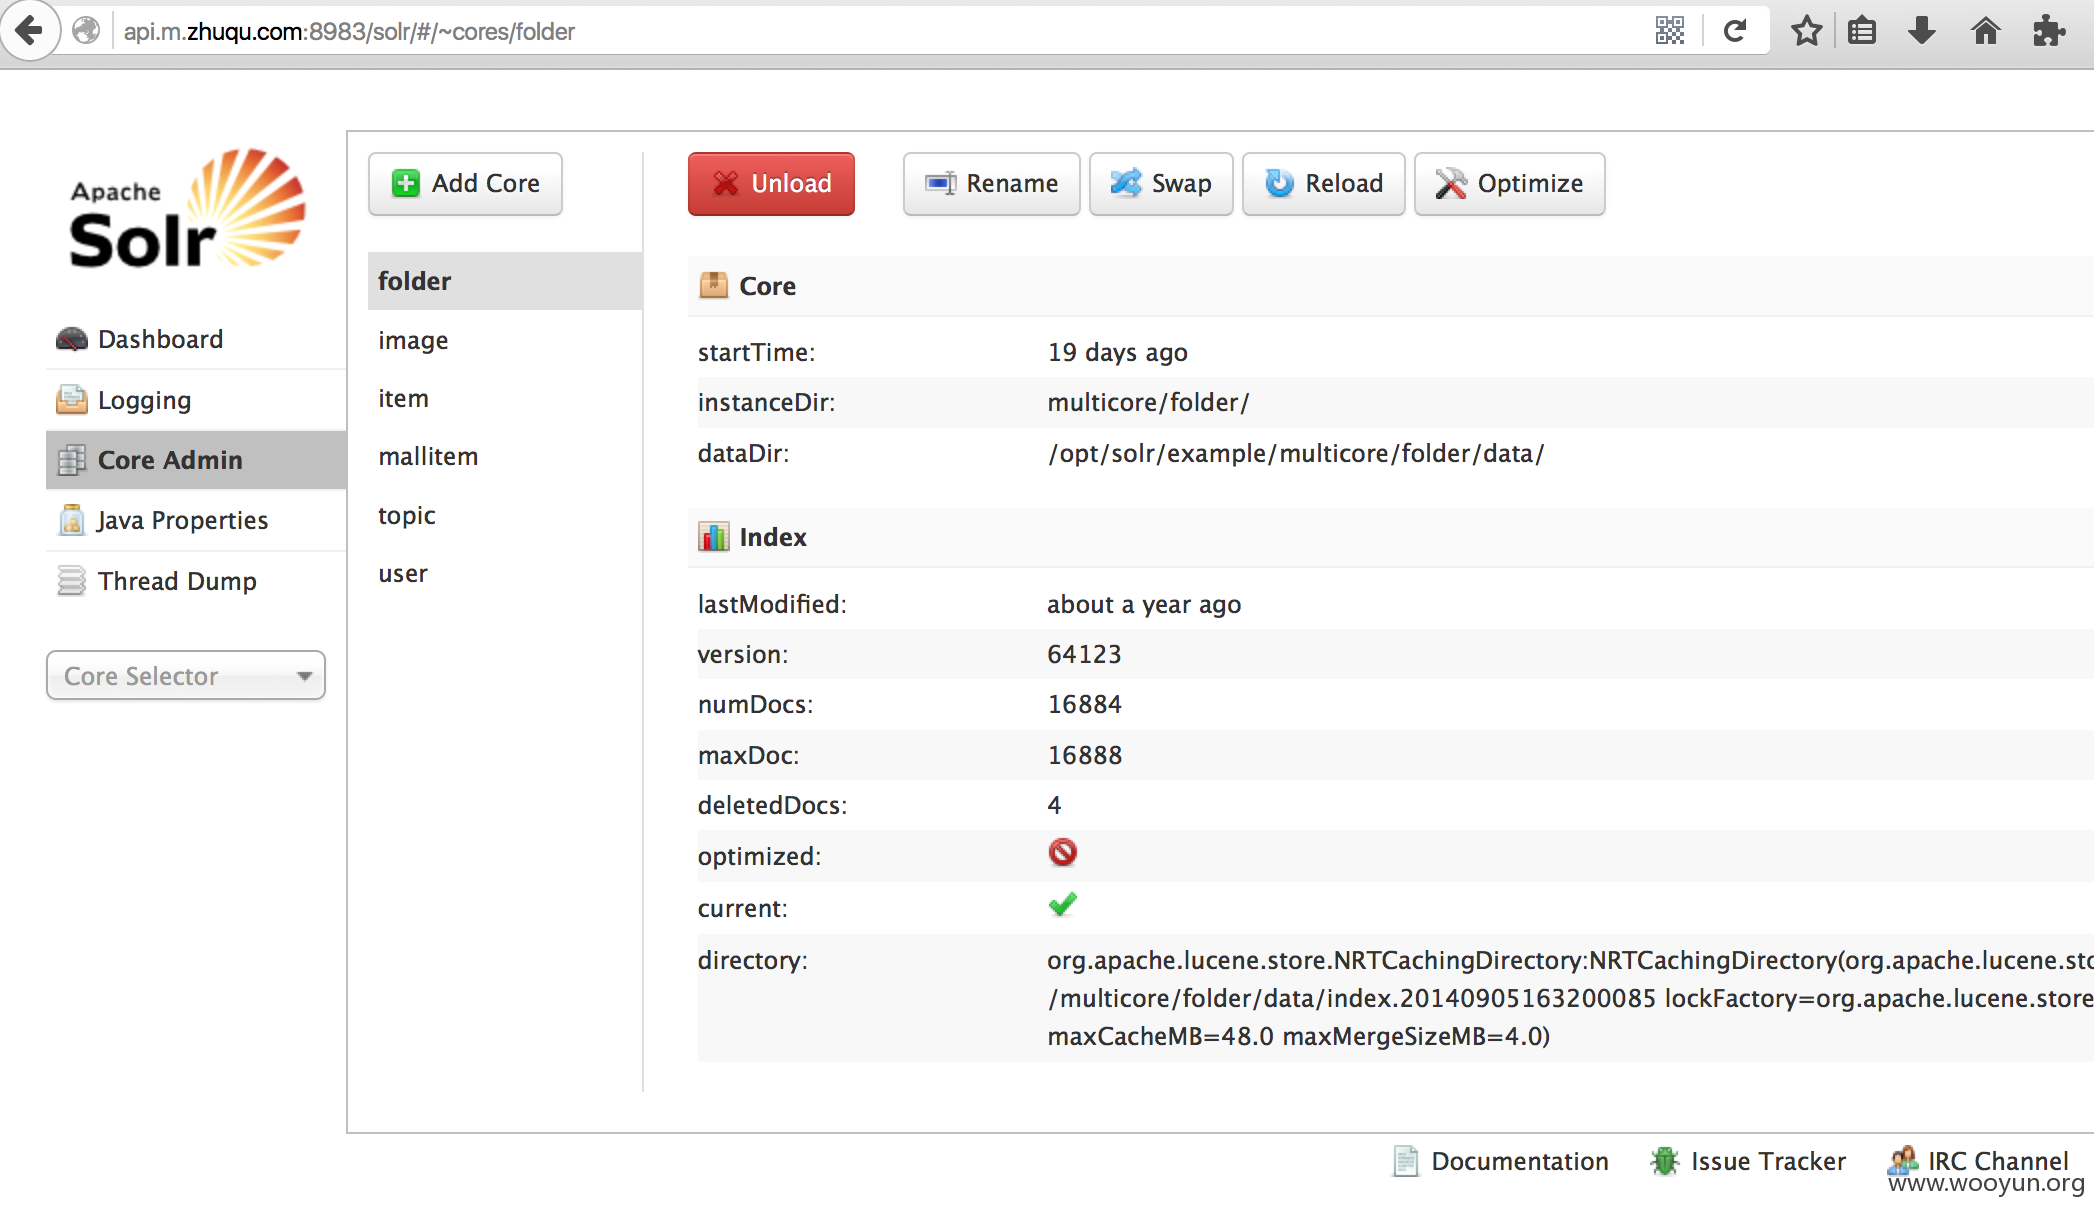 api.m.zhuqu.com:8983/solr/#/~cores/folder
Apache
Solr
Dashboard
Logging
Core Admin
Java Properties
Thread Dump
Core Selector
Add Core
folder
image
item
mallitem
topic
user
Unload
Rename
Swap
Reload
Optimize
Core
startTime: 19 days ago
instanceDir: multicore/folder/
dataDir: /opt/solr/example/multicore/folder/data/
Index
lastModified: about a year ago
version: 64123
numDocs: 16884
maxDoc: 16888
deletedDocs: 4
optimized:
current:
directory: org.apache.lucene.store.NRTCachingDirectory:NRTCachingDirectory(org.apache.lucene.sto
/multicore/folder/data/index.20140905163200085 lockFactory=org.apache.lucene.store
maxCacheMB=48.0 maxMergeSizeMB=4.0)
Documentation
Issue Tracker
IRC Channel
www.wooyun.org